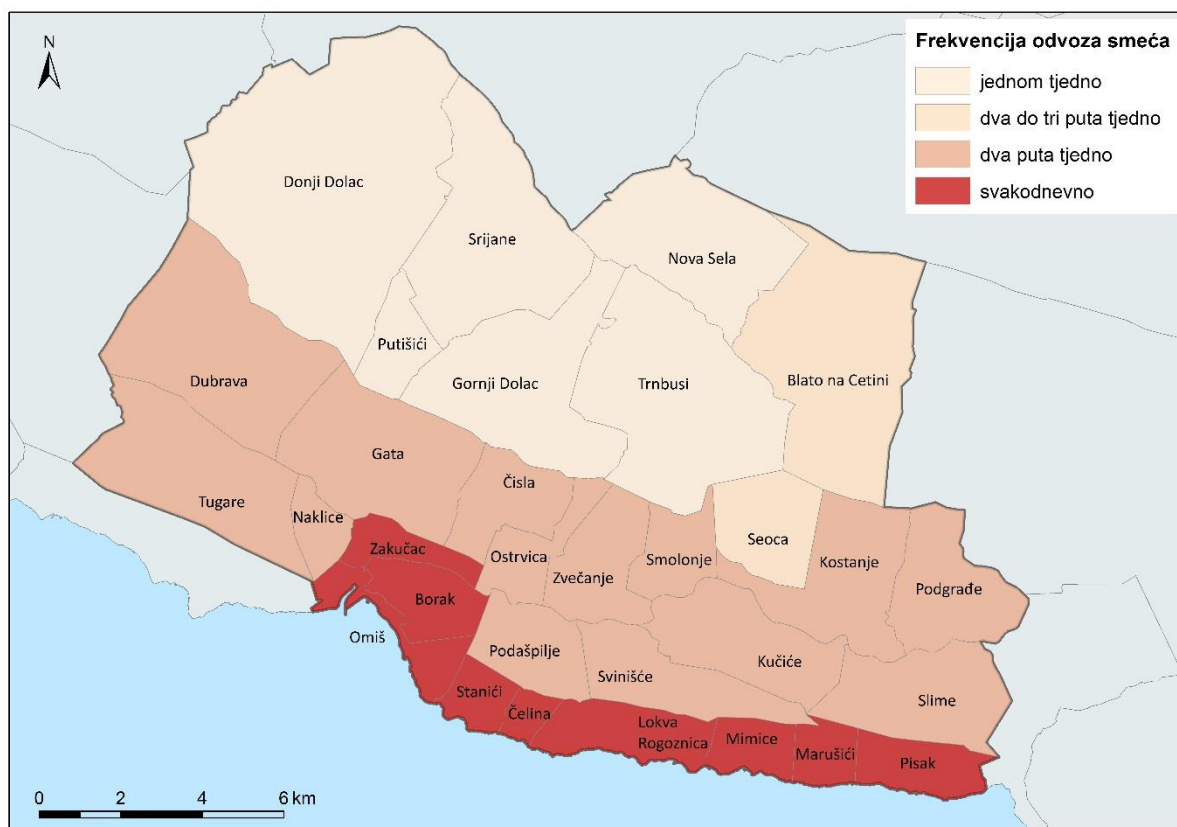 N
Frekvencija odvoza smeća
jednom tjedno
dva do tri puta tjedno
dva puta tjedno
svakodnevno
Donji Dolac
Srijane
Nova Sela
Putišići
Gornji Dolac
Trnbusi
Blato na Cetini
Dubrava
Gata
Čisla
Tugare
Naklice
Zakučac
Ostrvica
Zvečanje
Smolonje
Seoca
Kostanje
Podgrađe
Borak
Omiš
Podašpilje
Svinišće
Kučiće
Slime
Stanići
Čelina
Lokva
Rogoznica
Mimice
Marušići
Pisak
0 2 4 6 km